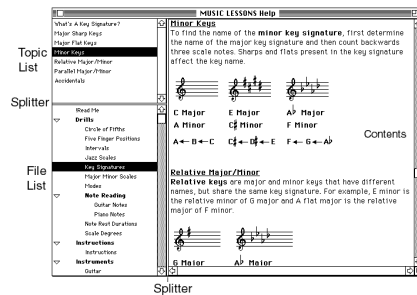 MUSIC LESSONS Help
What's A Key Signature?
Major Sharp Keys
Major Flat Keys
Minor Keys
Relative Major/Minor
Parallel Major/Minor
Accidentals
Topic
List
Splitter
File
List
Read Me
Drills
Circle of Fifths
Five Finger Positions
Intervals
Jazz Scales
Key Signatures
Major Minor Scales
Modes
Note Reading
Guitar Notes
Piano Notes
Note Rest Durations
Scale Degrees
Instructions
Instructions
Instruments
Guitar
Minor Keys
To find the name of the minor key signature, first determine
the name of the major key signature and then count backwards
three scale notes. Sharps and flats present in the key signature
affect the key name.
C Major E Major A♭ Major
A Minor C♯ Minor F Minor
A←B←C C♯←D♯←E F←G←A♭
Contents
Relative Major/Minor
Relative keys are major and minor keys that have different
names, but share the same key signature. For example, E minor is
the relative minor of G major and A flat major is the relative
major of F minor.
G Major A♭ Major
Splitter